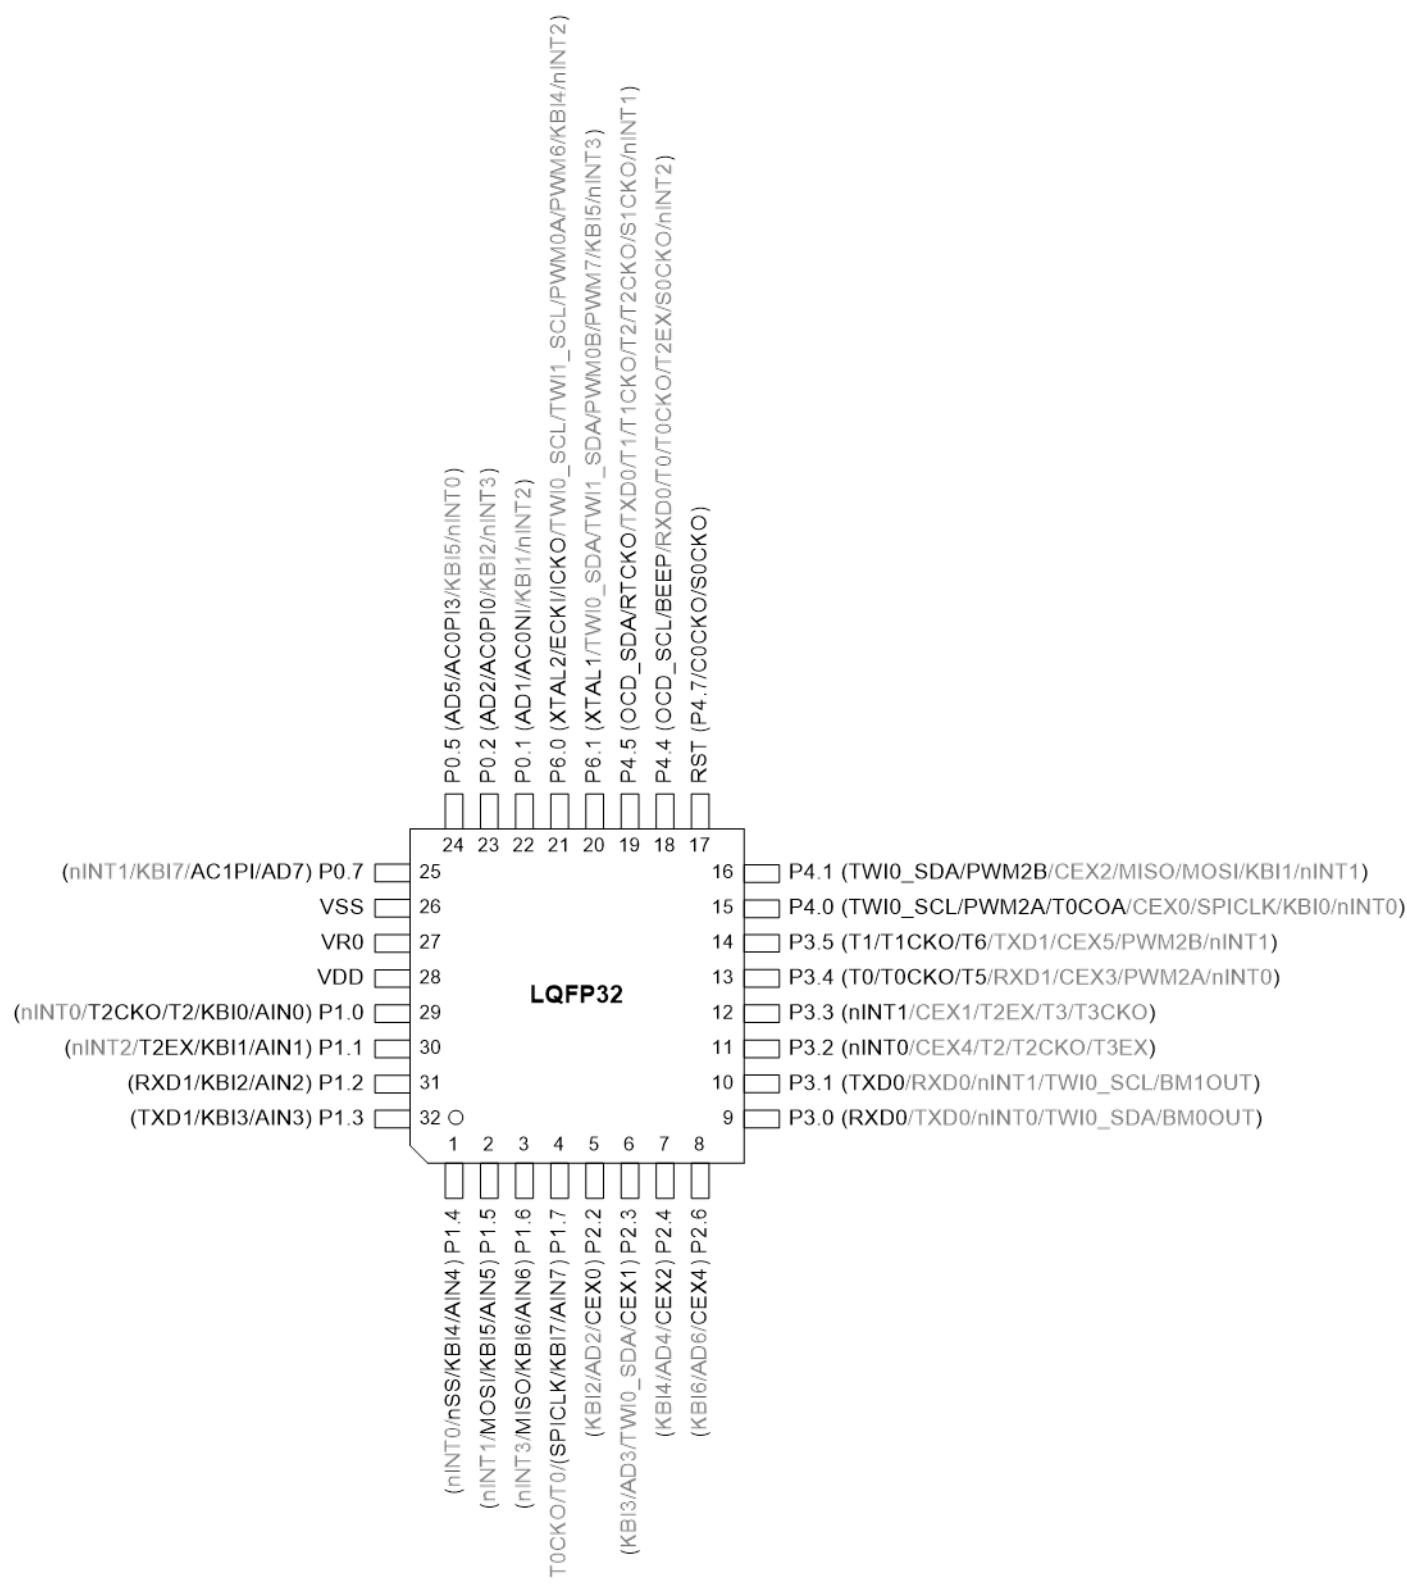 P0.5 (AD5/AC0PI3/KBI5/nINT0)
P0.2 (AD2/AC0PI0/KBI2/nINT3)
P0.1 (AD1/AC0NI/KBI1/nINT2)
P6.0 (XTAL2/ECKI/ICKO/TWI0_SCL/TWI1_SCL/PWM0A/PWM6/KBI4/nINT2)
P6.1 (XTAL1/TWI0_SDA/TWI1_SDA/PWM0B/PWM7/KBI5/nINT3)
P4.5 (OCD_SDA/RTCKO/TXD0/T1/T1CKO/T2/T2CKO/S1CKO/nINT1)
P4.4 (OCD_SCL/BEEP/RXD0/T0/T0CKO/T2EX/S0CKO/nINT2)
RST (P4.7/C0CKO/S0CKO)
24 23 22 21 20 19 18 17
(nINT1/KBI7/AC1PI/AD7) P0.7 25
VSS 26
VR0 27
VDD 28
(nINT0/T2CKO/T2/KBI0/AIN0) P1.0 29
(nINT2/T2EX/KBI1/AIN1) P1.1 30
(RXD1/KBI2/AIN2) P1.2 31
(TXD1/KBI3/AIN3) P1.3 32
LQFP32
16 P4.1 (TWI0_SDA/PWM2B/CEX2/MISO/MOSI/KBI1/nINT1)
15 P4.0 (TWI0_SCL/PWM2A/T0COA/CEX0/SPICLK/KBI0/nINT0)
14 P3.5 (T1/T1CKO/T6/TXD1/CEX5/PWM2B/nINT1)
13 P3.4 (T0/T0CKO/T5/RXD1/CEX3/PWM2A/nINT0)
12 P3.3 (nINT1/CEX1/T2EX/T3/T3CKO)
11 P3.2 (nINT0/CEX4/T2/T2CKO/T3EX)
10 P3.1 (TXD0/RXD0/nINT1/TWI0_SCL/BM1OUT)
9 P3.0 (RXD0/TXD0/nINT0/TWI0_SDA/BM0OUT)
1 2 3 4 5 6 7 8
(nINT0/nSS/KBI4/AIN4) P1.4
(nINT1/MOSI/KBI5/AIN5) P1.5
(nINT3/MISO/KBI6/AIN6) P1.6
T0CKO/T0/(SPICLK/KBI7/AIN7) P1.7
(KBI2/AD2/CEX0) P2.2
(KBI3/AD3/TWI0_SDA/CEX1) P2.3
(KBI4/AD4/CEX2) P2.4
(KBI6/AD6/CEX4) P2.6